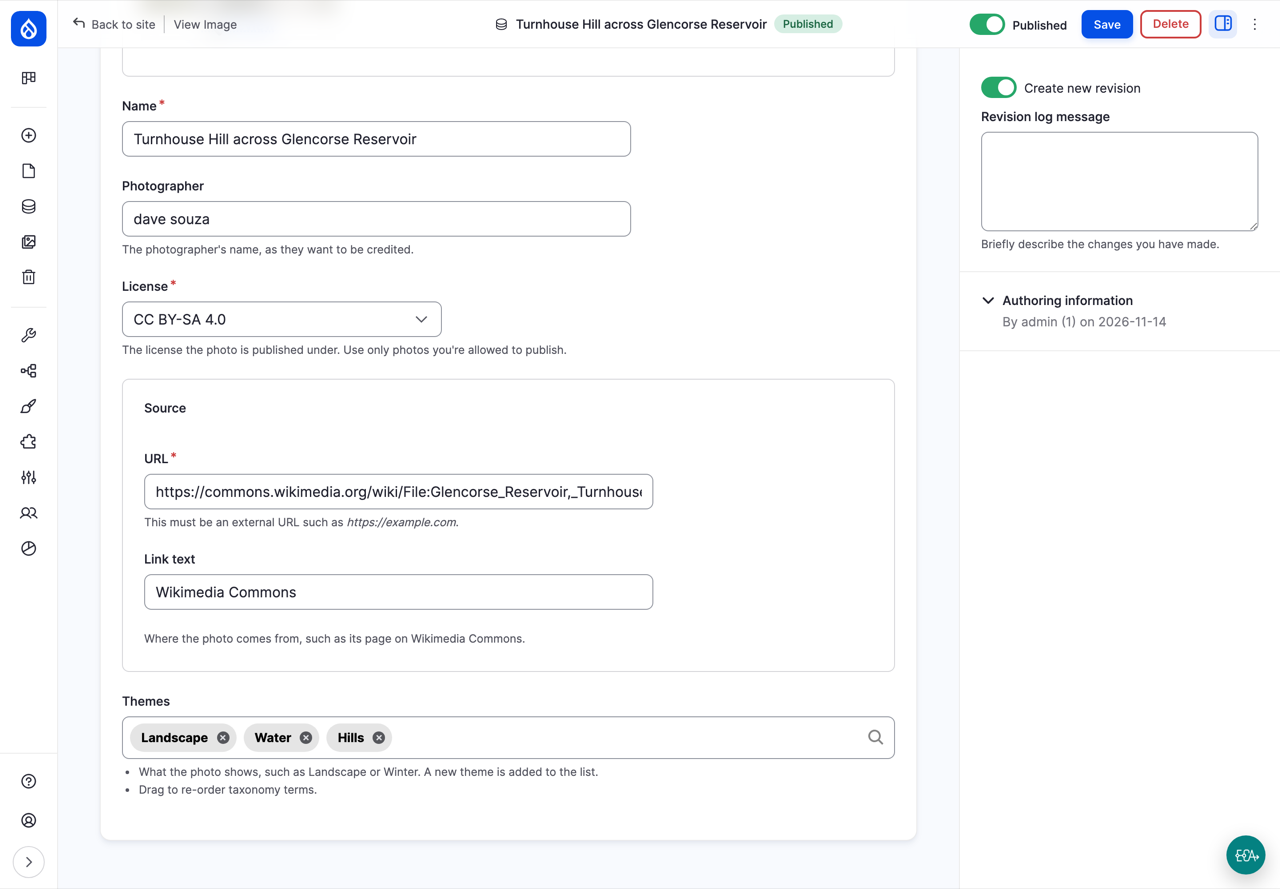 Back to site
View Image
Turnhouse Hill across Glencorse Reservoir
Published
Published
Save
Delete
Name*
Turnhouse Hill across Glencorse Reservoir
Photographer
dave souza
The photographer's name, as they want to be credited.
License*
CC BY-SA 4.0
The license the photo is published under. Use only photos you're allowed to publish.
Source
URL*
https://commons.wikimedia.org/wiki/File:Glencorse_Reservoir,_Turnhouse
This must be an external URL such as https://example.com.
Link text
Wikimedia Commons
Where the photo comes from, such as its page on Wikimedia Commons.
Themes
Landscape
Water
Hills
• What the photo shows, such as Landscape or Winter. A new theme is added to the list.
• Drag to re-order taxonomy terms.
Create new revision
Revision log message
Briefly describe the changes you have made.
Authoring information
By admin (1) on 2026-11-14
ECA